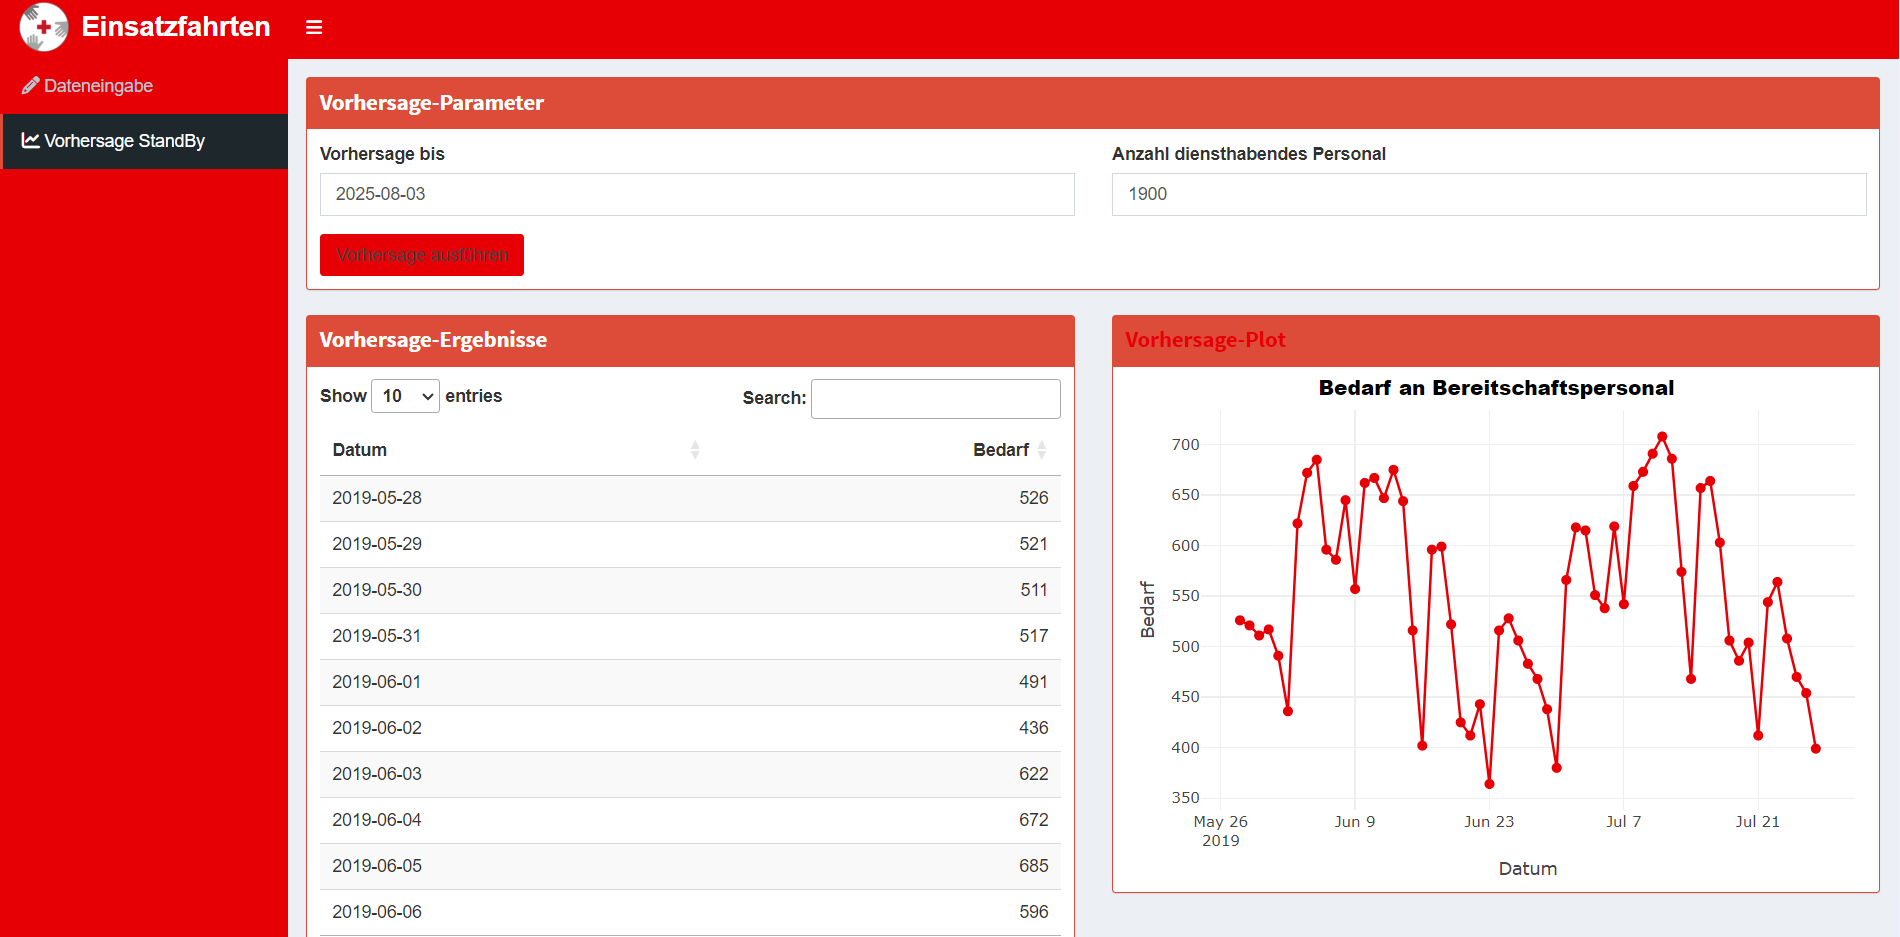 Einsatzfahrten
Dateneingabe
Vorhersage StandBy
Vorhersage-Parameter
Vorhersage bis
2025-08-03
Anzahl diensthabendes Personal
1900
Vorhersage ausführen
Vorhersage-Ergebnisse
Show 10 entries
Search:
Datum Bedarf
2019-05-28 526
2019-05-29 521
2019-05-30 511
2019-05-31 517
2019-06-01 491
2019-06-02 436
2019-06-03 622
2019-06-04 672
2019-06-05 685
2019-06-06 596
Vorhersage-Plot
Bedarf an Bereitschaftspersonal
700
650
600
550
500
450
400
350
Bedarf
May 26 Jun 9 Jun 23 Jul 7 Jul 21
2019
Datum